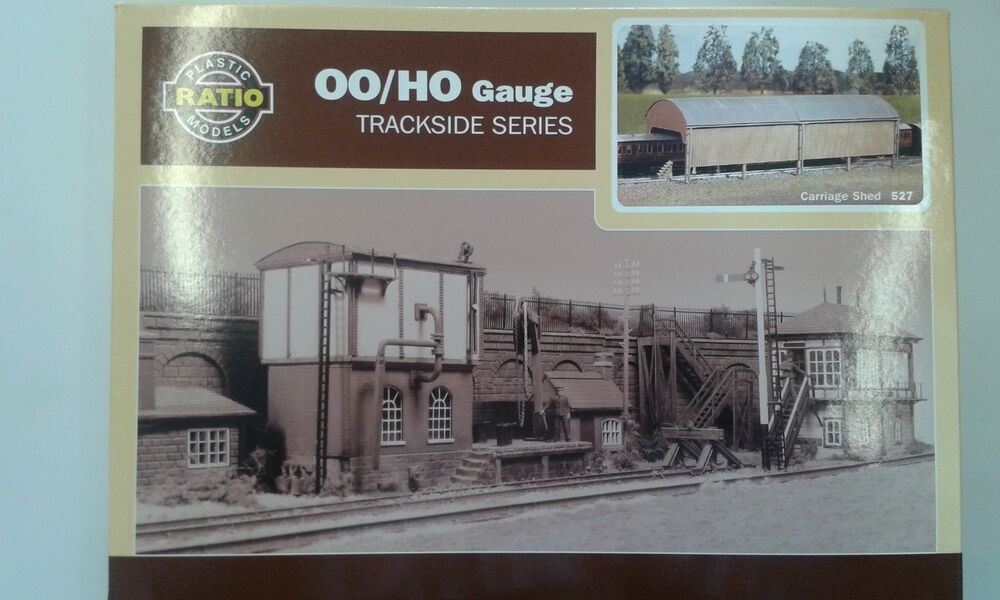 PLASTIC
RATIO
MODELS
OO/HO Gauge
TRACKSIDE SERIES
Carriage Shed 527